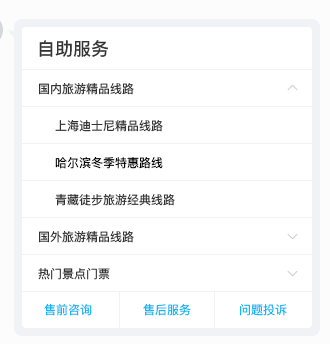 自助服务
国内旅游精品线路
上海迪士尼精品线路
哈尔滨冬季特惠路线
青藏徒步旅游经典线路
国外旅游精品线路
热门景点门票
售前咨询 售后服务 问题投诉